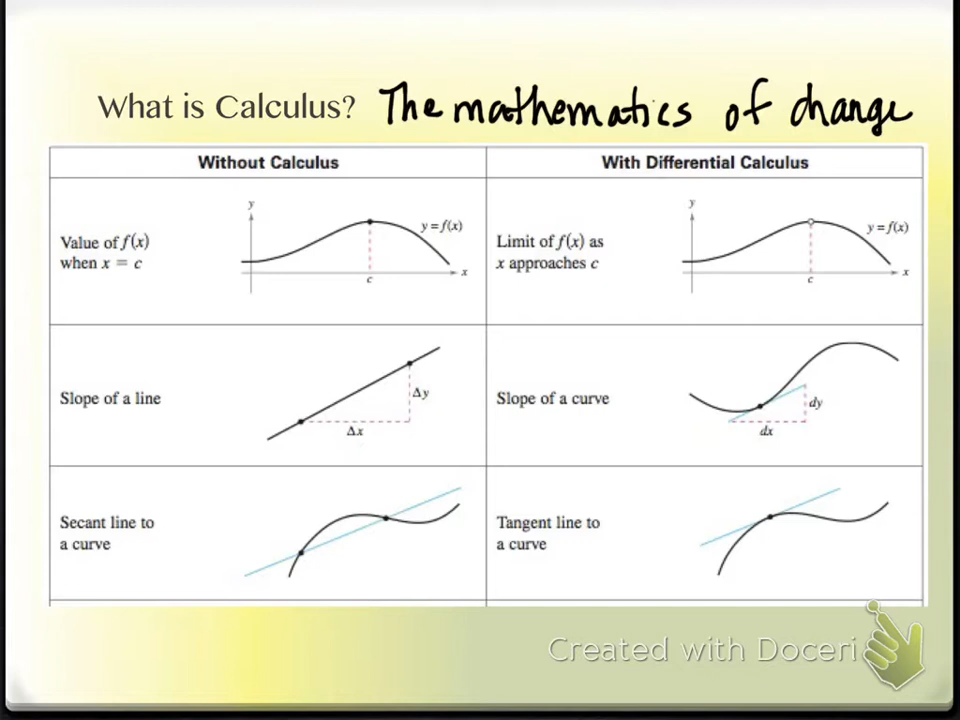 What is Calculus? The mathematics of change
Without Calculus
With Differential Calculus
Value of f(x)
when x = c
y
y = f(x)
x
c
Limit of f(x) as
x approaches c
y
y = f(x)
x
c
Slope of a line
Δy
Δx
Slope of a curve
dy
dx
Secant line to
a curve
Tangent line to
a curve
Created with Doceri